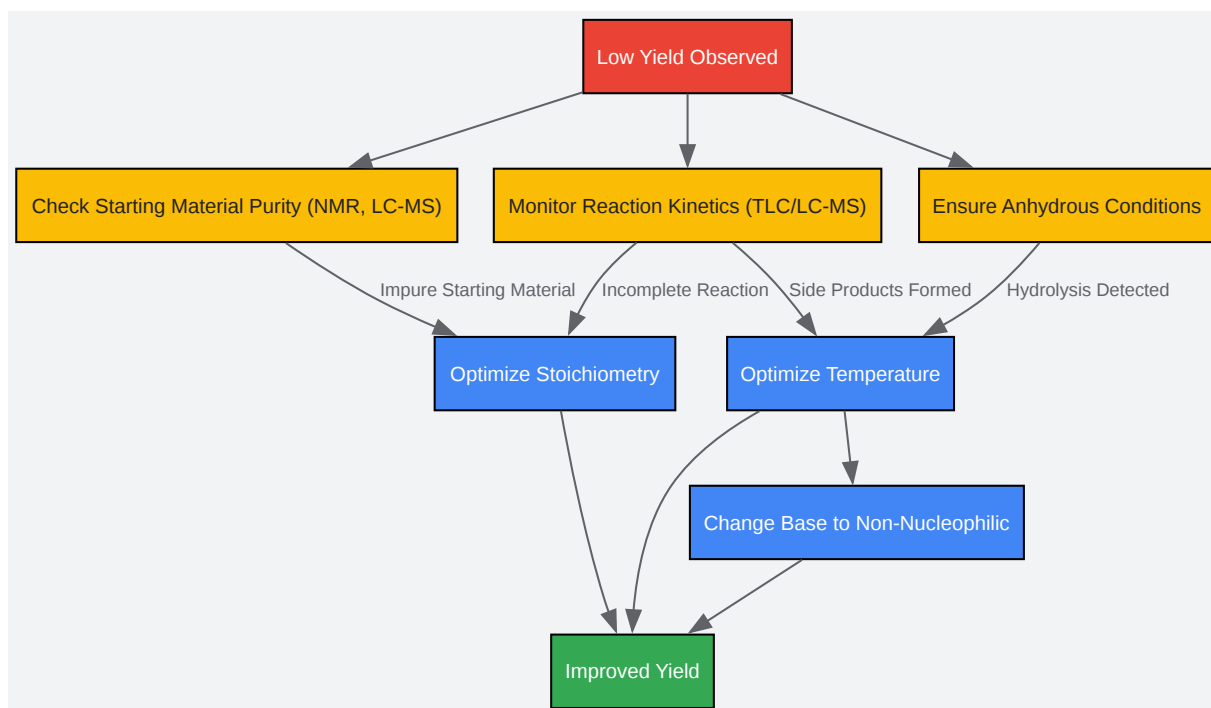 Low Yield Observed
Check Starting Material Purity (NMR, LC-MS)
Monitor Reaction Kinetics (TLC/LC-MS)
Ensure Anhydrous Conditions
Impure Starting Material
Incomplete Reaction
Side Products Formed
Hydrolysis Detected
Optimize Stoichiometry
Optimize Temperature
Change Base to Non-Nucleophilic
Improved Yield